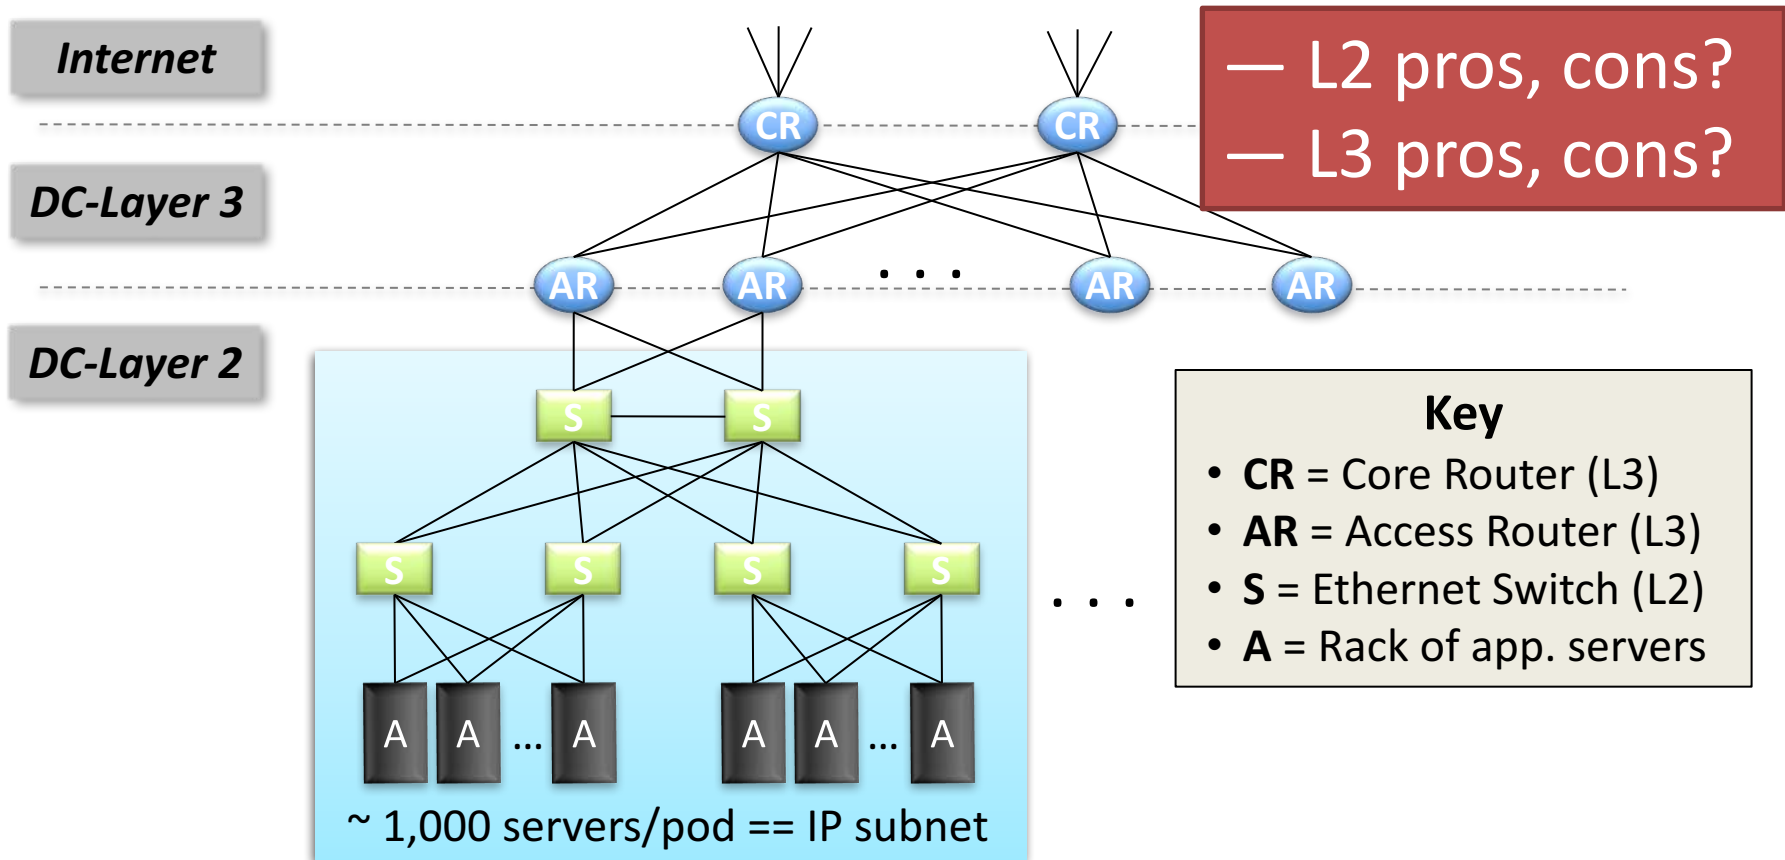 Internet
CR CR
— L2 pros, cons?
— L3 pros, cons?
DC-Layer 3
AR AR . . . AR AR
DC-Layer 2
S S
S S S S
. . .
A A ... A A A ... A
~ 1,000 servers/pod == IP subnet
Key
• CR = Core Router (L3)
• AR = Access Router (L3)
• S = Ethernet Switch (L2)
• A = Rack of app. servers